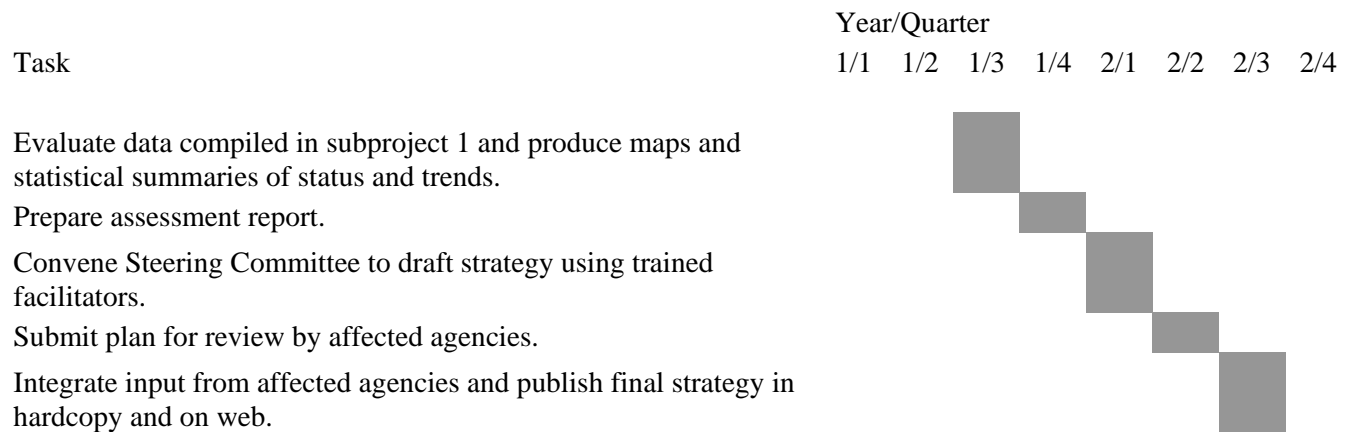 Year/Quarter
Task 1/1 1/2 1/3 1/4 2/1 2/2 2/3 2/4
Evaluate data compiled in subproject 1 and produce maps and
statistical summaries of status and trends.
Prepare assessment report.
Convene Steering Committee to draft strategy using trained
facilitators.
Submit plan for review by affected agencies.
Integrate input from affected agencies and publish final strategy in
hardcopy and on web.